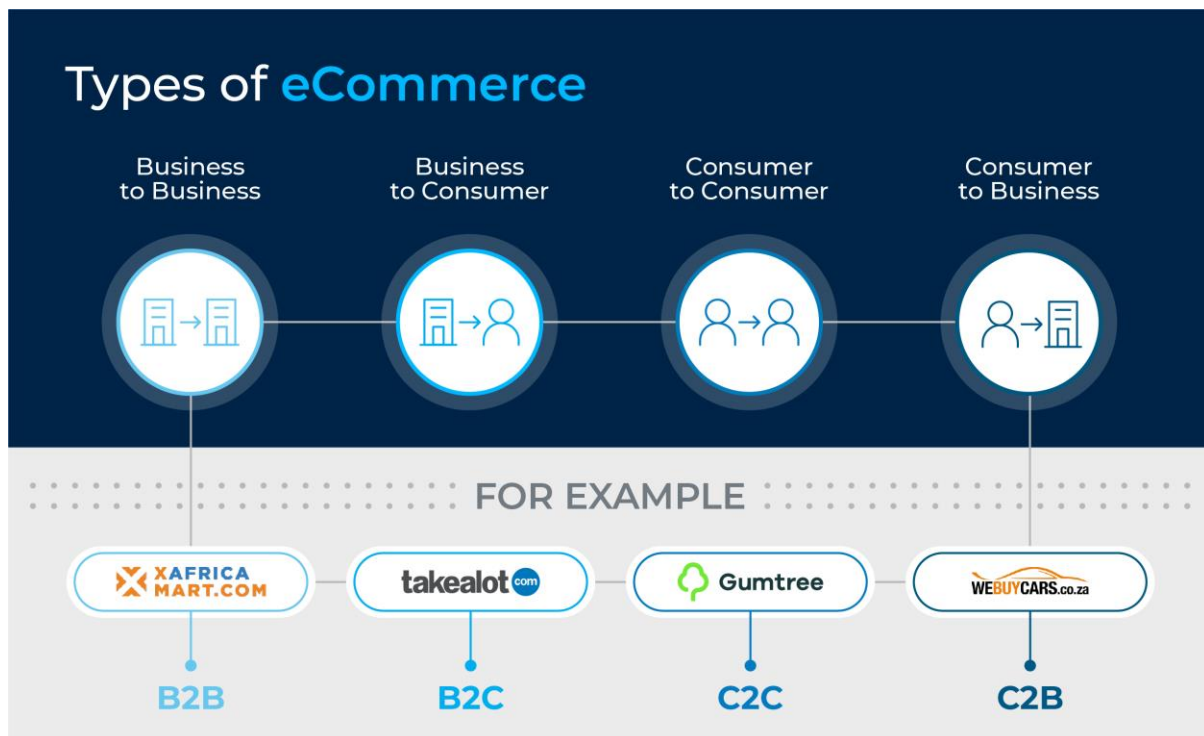 Types of eCommerce
Business
to Business
Business
to Consumer
Consumer
to Consumer
Consumer
to Business
FOR EXAMPLE
XAFRICA
MART.COM
takealot com
Gumtree
WEBUYCARS.co.za
B2B
B2C
C2C
C2B